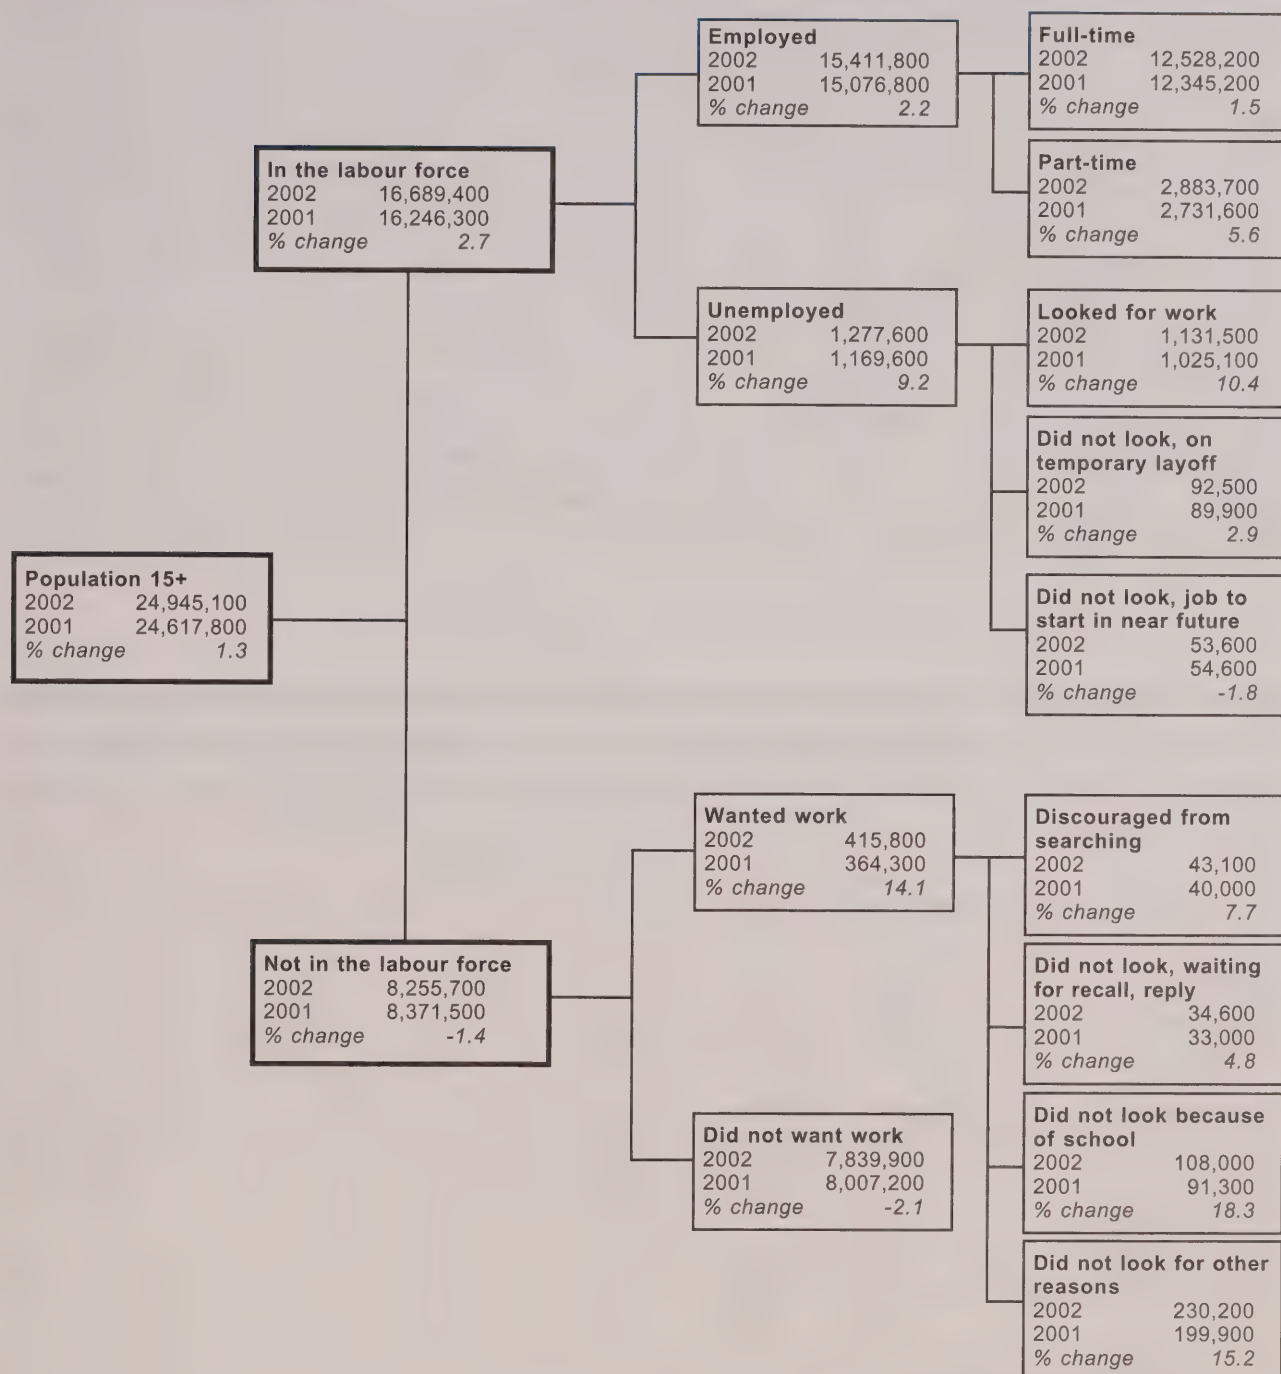 Employed
2002 15,411,800
2001 15,076,800
% change 2.2
Full-time
2002 12,528,200
2001 12,345,200
% change 1.5
Part-time
2002 2,883,700
2001 2,731,600
% change 5.6
In the labour force
2002 16,689,400
2001 16,246,300
% change 2.7
Unemployed
2002 1,277,600
2001 1,169,600
% change 9.2
Looked for work
2002 1,131,500
2001 1,025,100
% change 10.4
Did not look, on
temporary layoff
2002 92,500
2001 89,900
% change 2.9
Did not look, job to
start in near future
2002 53,600
2001 54,600
% change -1.8
Population 15+
2002 24,945,100
2001 24,617,800
% change 1.3
Wanted work
2002 415,800
2001 364,300
% change 14.1
Discouraged from
searching
2002 43,100
2001 40,000
% change 7.7
Not in the labour force
2002 8,255,700
2001 8,371,500
% change -1.4
Did not look, waiting
for recall, reply
2002 34,600
2001 33,000
% change 4.8
Did not want work
2002 7,839,900
2001 8,007,200
% change -2.1
Did not look because
of school
2002 108,000
2001 91,300
% change 18.3
Did not look for other
reasons
2002 230,200
2001 199,900
% change 15.2